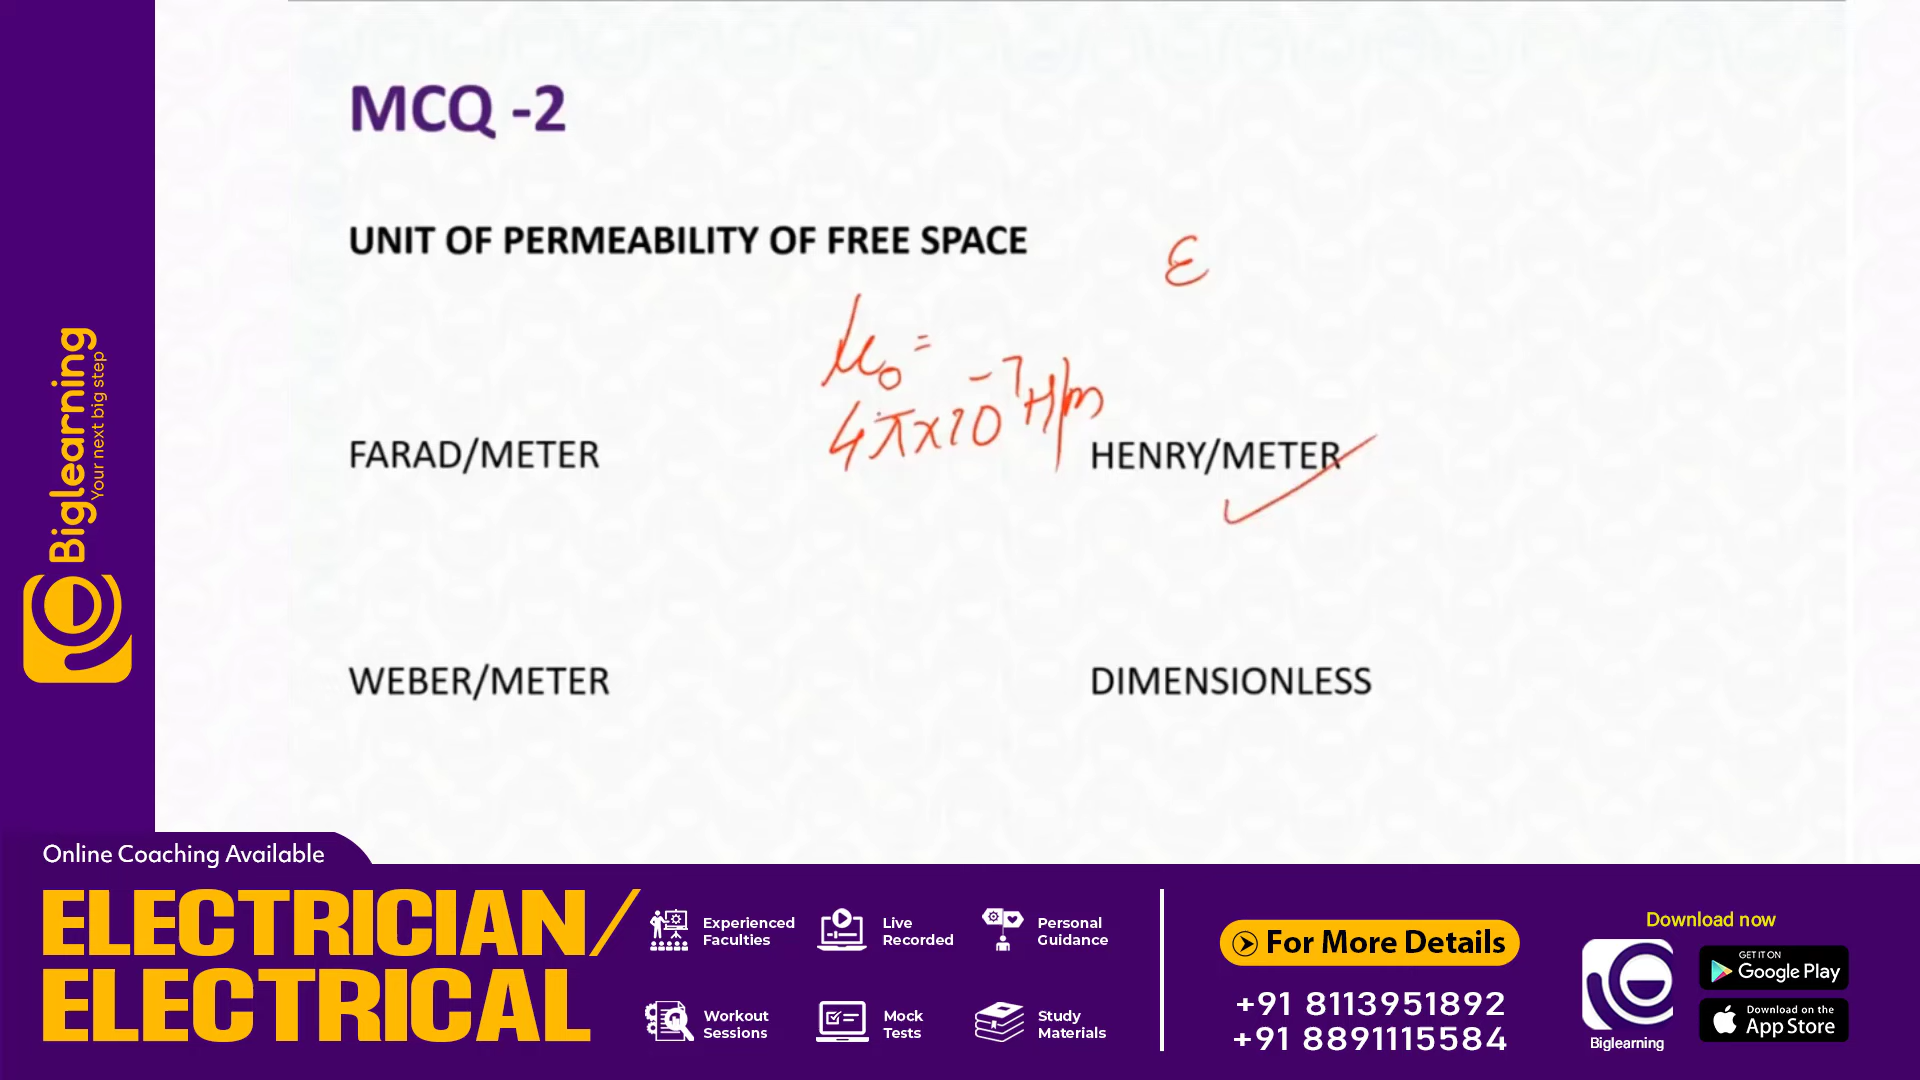 MCQ -2
UNIT OF PERMEABILITY OF FREE SPACE
ε
μ₀ =
4π×10⁻⁷H/m
FARAD/METER
HENRY/METER
WEBER/METER
DIMENSIONLESS
Biglearning
Your next big step
Online Coaching Available
ELECTRICIAN/
ELECTRICAL
Experienced
Faculties
Live
Recorded
Personal
Guidance
Workout
Sessions
Mock
Tests
Study
Materials
For More Details
+91 8113951892
+91 8891115584
Download now
Biglearning
GET IT ON
Google Play
Download on the
App Store